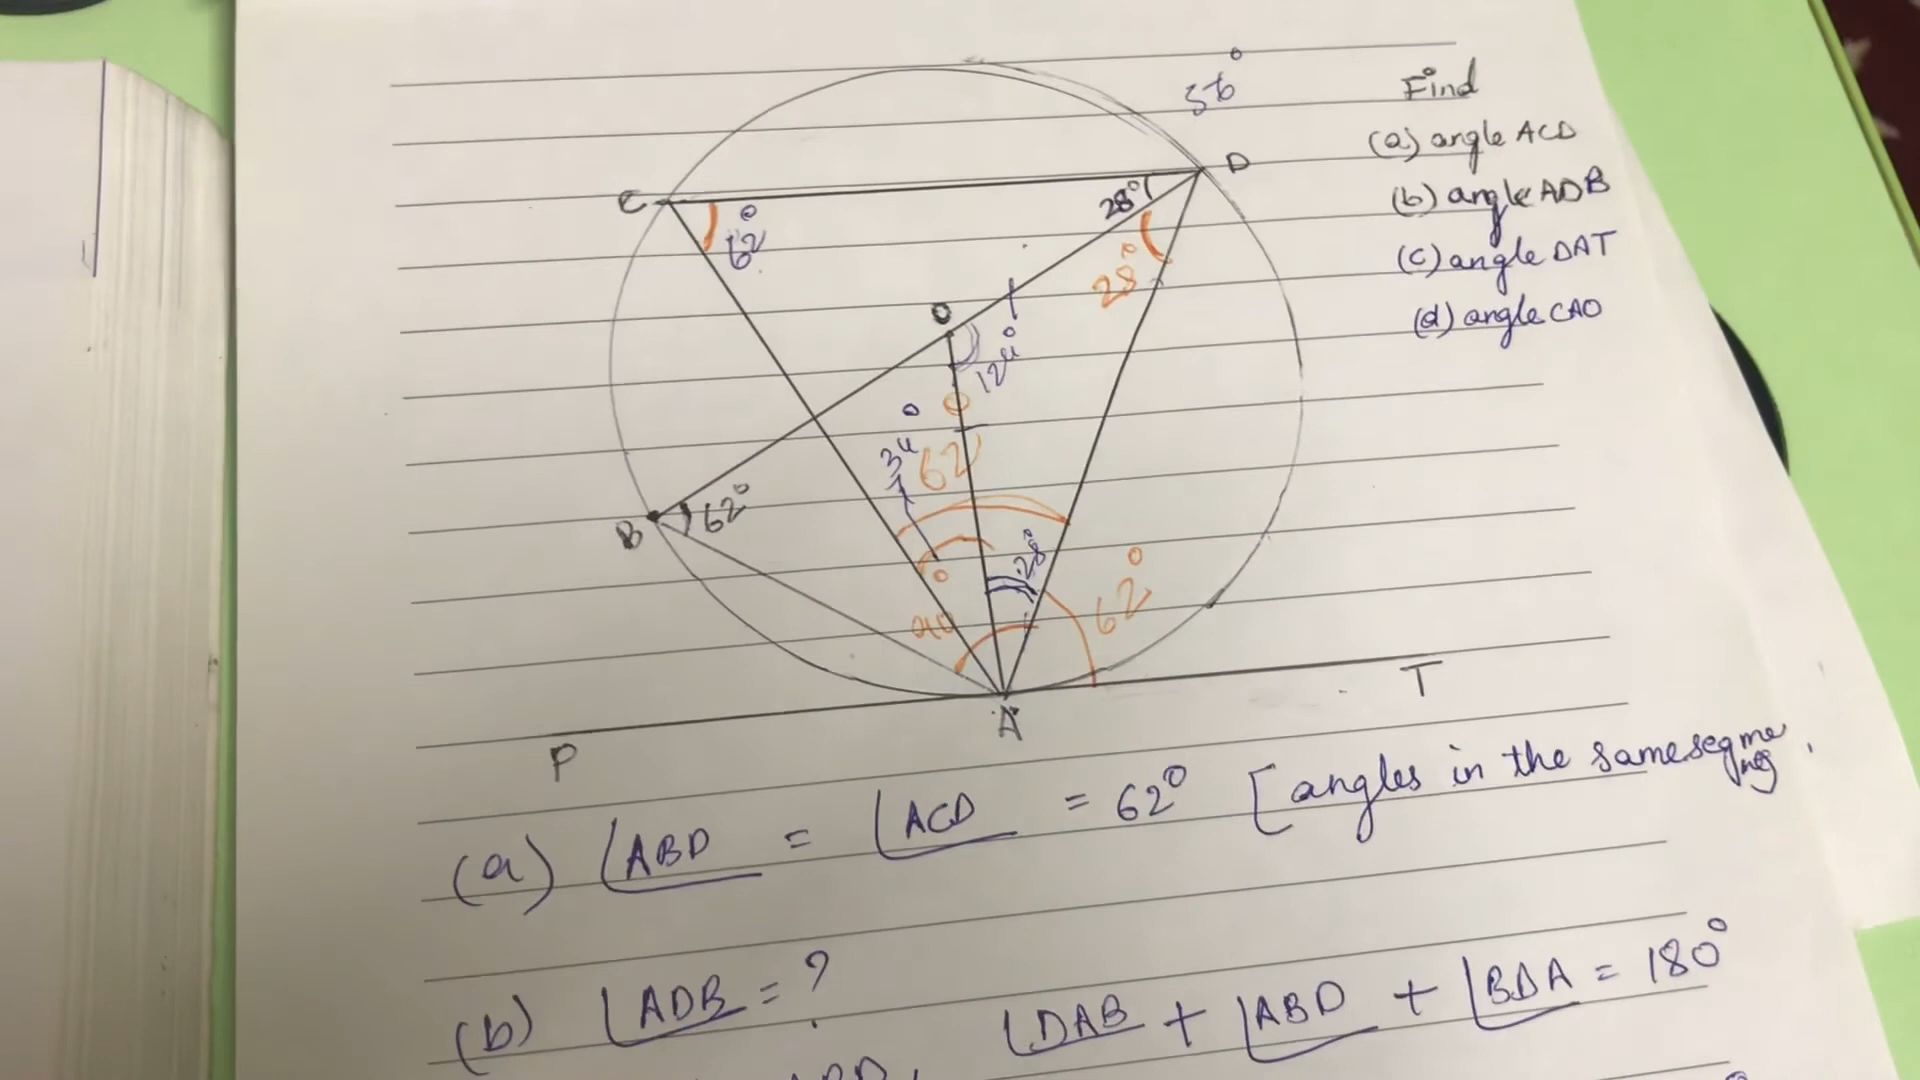 56°
Find
(a) angle ACD
(b) angle ADB
(c) angle DAT
(d) angle CAO
C
D
62°
28°
28°
O
124°
34°
62°
B
62°
28°
90°
62°
P
A
T
(a) ∠ABD = ∠ACD = 62° [angles in the same segme
(b) ∠ADB = ?
∠DAB + ∠ABD + ∠BDA = 180°